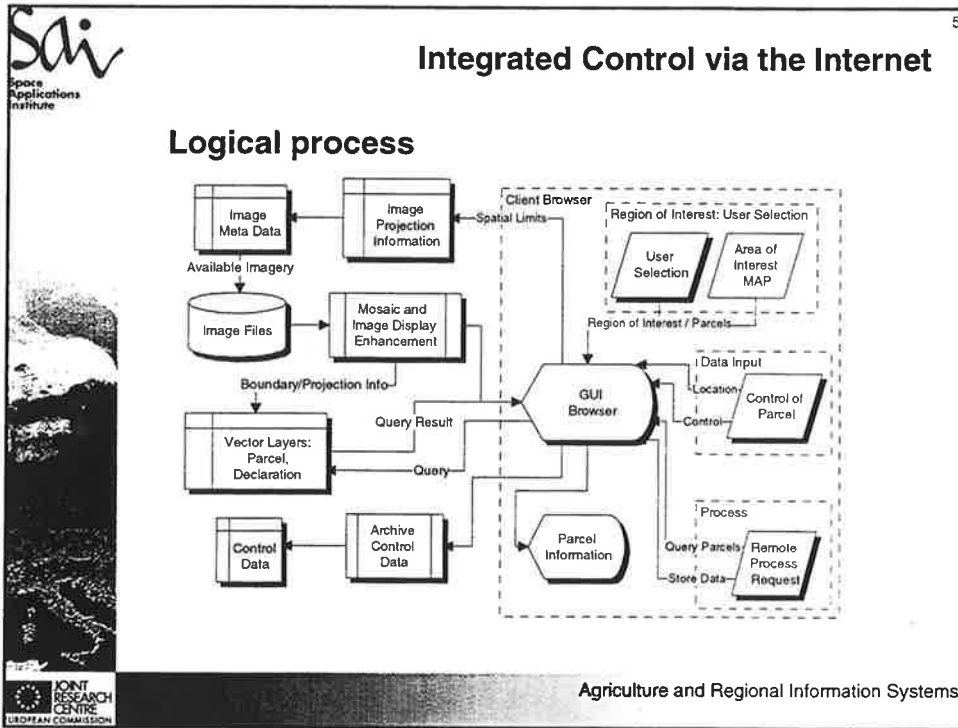 5
Sai
Space
Applications
Institute
Integrated Control via the Internet
Logical process
Image
Meta Data
Image
Projection
Information
Spatial Limits
Client Browser
Region of Interest: User Selection
User
Selection
Area of
Interest
MAP
Available Imagery
Image Files
Mosaic and
Image Display
Enhancement
Region of Interest / Parcels
Boundary/Projection Info
Data Input
Location
Control of
Parcel
Control
GUI
Browser
Query Result
Vector Layers:
Parcel,
Declaration
Query
Control
Data
Archive
Control
Data
Parcel
Information
Process
Query Parcels
Remote
Process
Request
Store Data
JOINT
RESEARCH
CENTRE
EUROPEAN COMMISSION
Agriculture and Regional Information Systems